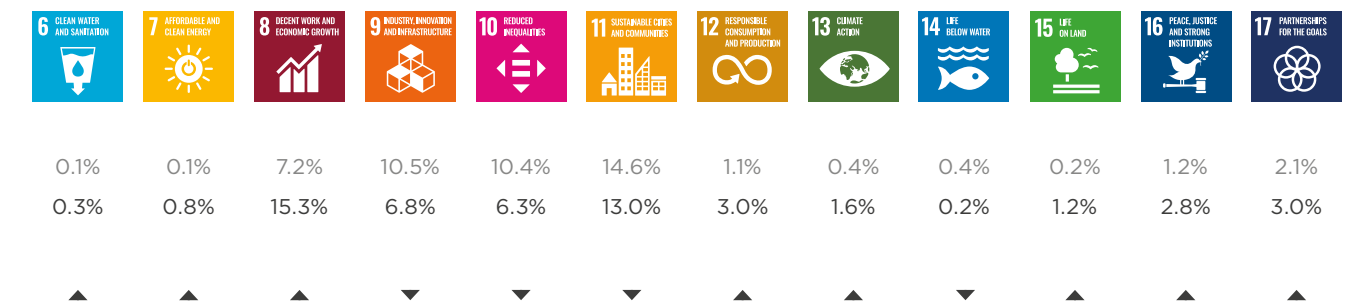 6 CLEAN WATER
AND SANITATION
7 AFFORDABLE AND
CLEAN ENERGY
8 DECENT WORK AND
ECONOMIC GROWTH
9 INDUSTRY, INNOVATION
AND INFRASTRUCTURE
10 REDUCED
INEQUALITIES
11 SUSTAINABLE CITIES
AND COMMUNITIES
12 RESPONSIBLE
CONSUMPTION
AND PRODUCTION
13 CLIMATE
ACTION
14 LIFE
BELOW WATER
15 LIFE
ON LAND
16 PEACE, JUSTICE
AND STRONG
INSTITUTIONS
17 PARTNERSHIPS
FOR THE GOALS
0.1% 0.1% 7.2% 10.5% 10.4% 14.6% 1.1% 0.4% 0.4% 0.2% 1.2% 2.1%
0.3% 0.8% 15.3% 6.8% 6.3% 13.0% 3.0% 1.6% 0.2% 1.2% 2.8% 3.0%